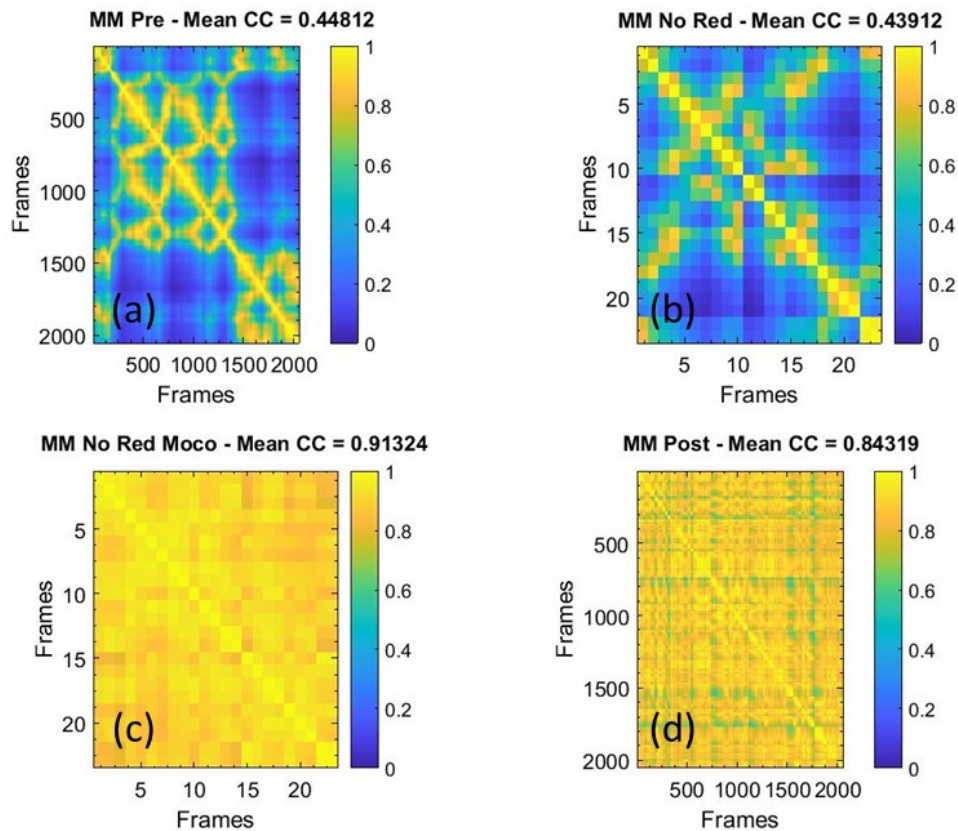 MM Pre - Mean CC = 0.44812
Frames
500
1000
1500
2000
(a)
500 1000 1500 2000
Frames
1
0.8
0.6
0.4
0.2
0
MM No Red - Mean CC = 0.43912
Frames
5
10
15
20
(b)
5 10 15 20
Frames
1
0.8
0.6
0.4
0.2
0
MM No Red Moco - Mean CC = 0.91324
Frames
5
10
15
20
(c)
5 10 15 20
Frames
1
0.8
0.6
0.4
0.2
0
MM Post - Mean CC = 0.84319
Frames
500
1000
1500
2000
(d)
500 1000 1500 2000
Frames
1
0.8
0.6
0.4
0.2
0